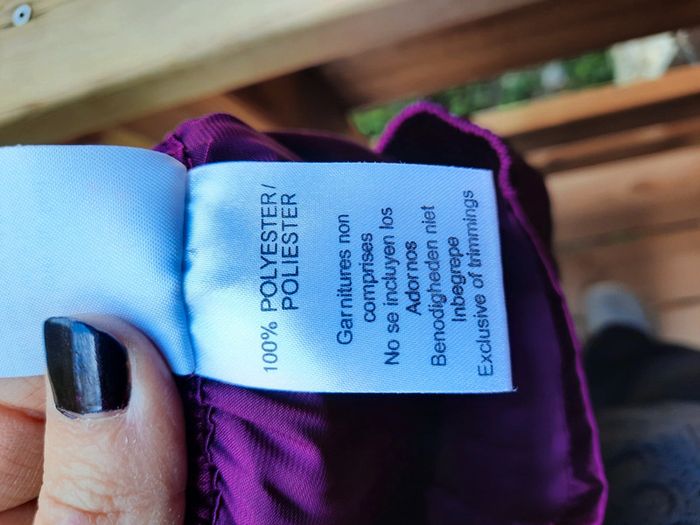 100% POLYESTER/
POLIESTER
Garnitures non
comprises
No se incluyen los
Adornos
Benodigheden niet
Inbegrepe
Exclusive of trimmings